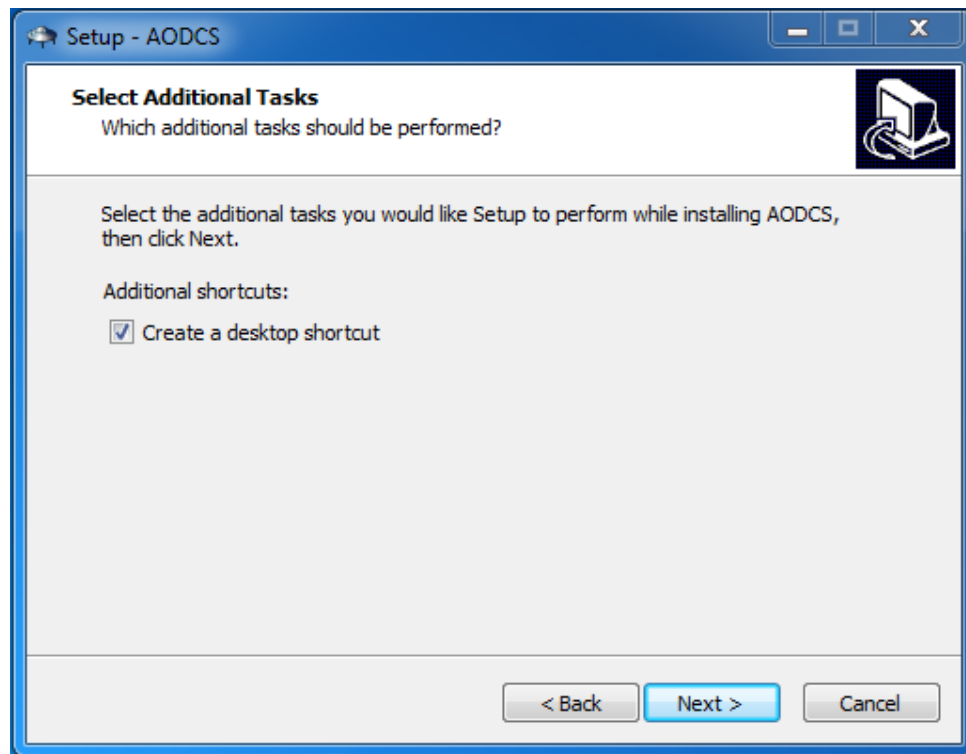 Setup - AODCS
Select Additional Tasks
Which additional tasks should be performed?
Select the additional tasks you would like Setup to perform while installing AODCS,
then click Next.
Additional shortcuts:
Create a desktop shortcut
< Back Next > Cancel